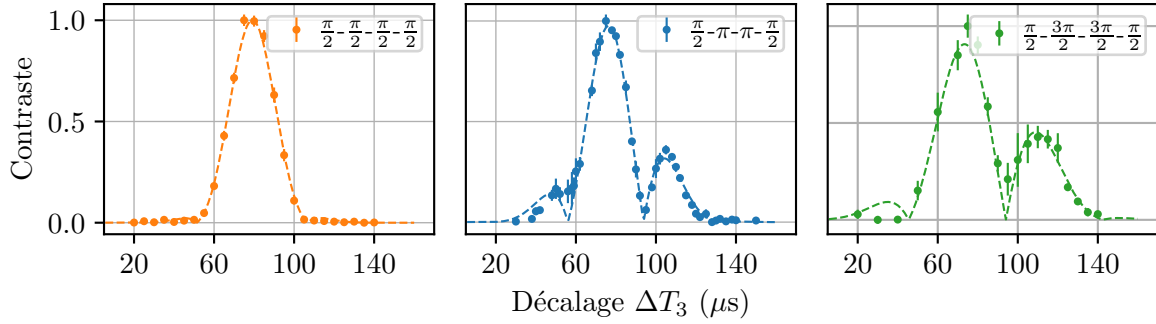 Contraste
1.0
0.5
0.0
π/2 - π/2 - π/2 - π/2
π/2 - π - π - π/2
π/2 - 3π/2 - 3π/2 - π/2
20 60 100 140
20 60 100 140
20 60 100 140
Décalage ΔT₃ (μs)